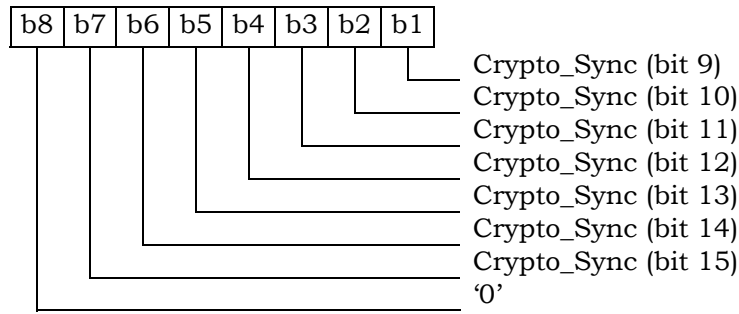 b8 b7 b6 b5 b4 b3 b2 b1
Crypto_Sync (bit 9)
Crypto_Sync (bit 10)
Crypto_Sync (bit 11)
Crypto_Sync (bit 12)
Crypto_Sync (bit 13)
Crypto_Sync (bit 14)
Crypto_Sync (bit 15)
‘0’